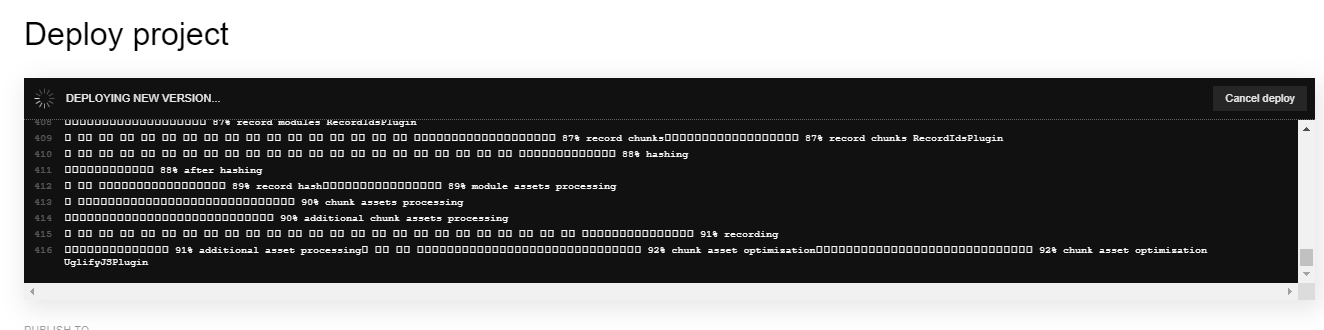 Deploy project
DEPLOYING NEW VERSION...
Cancel deploy
408 87% record modules RecordIdsPlugin
409 87% record chunks 87% record chunks RecordIdsPlugin
410 88% hashing
411 88% after hashing
412 89% record hash 89% module assets processing
413 90% chunk assets processing
414 90% additional chunk assets processing
415 91% recording
416 91% additional asset processing 92% chunk asset optimization 92% chunk asset optimization
UglifyJSPlugin
PUBLISH TO